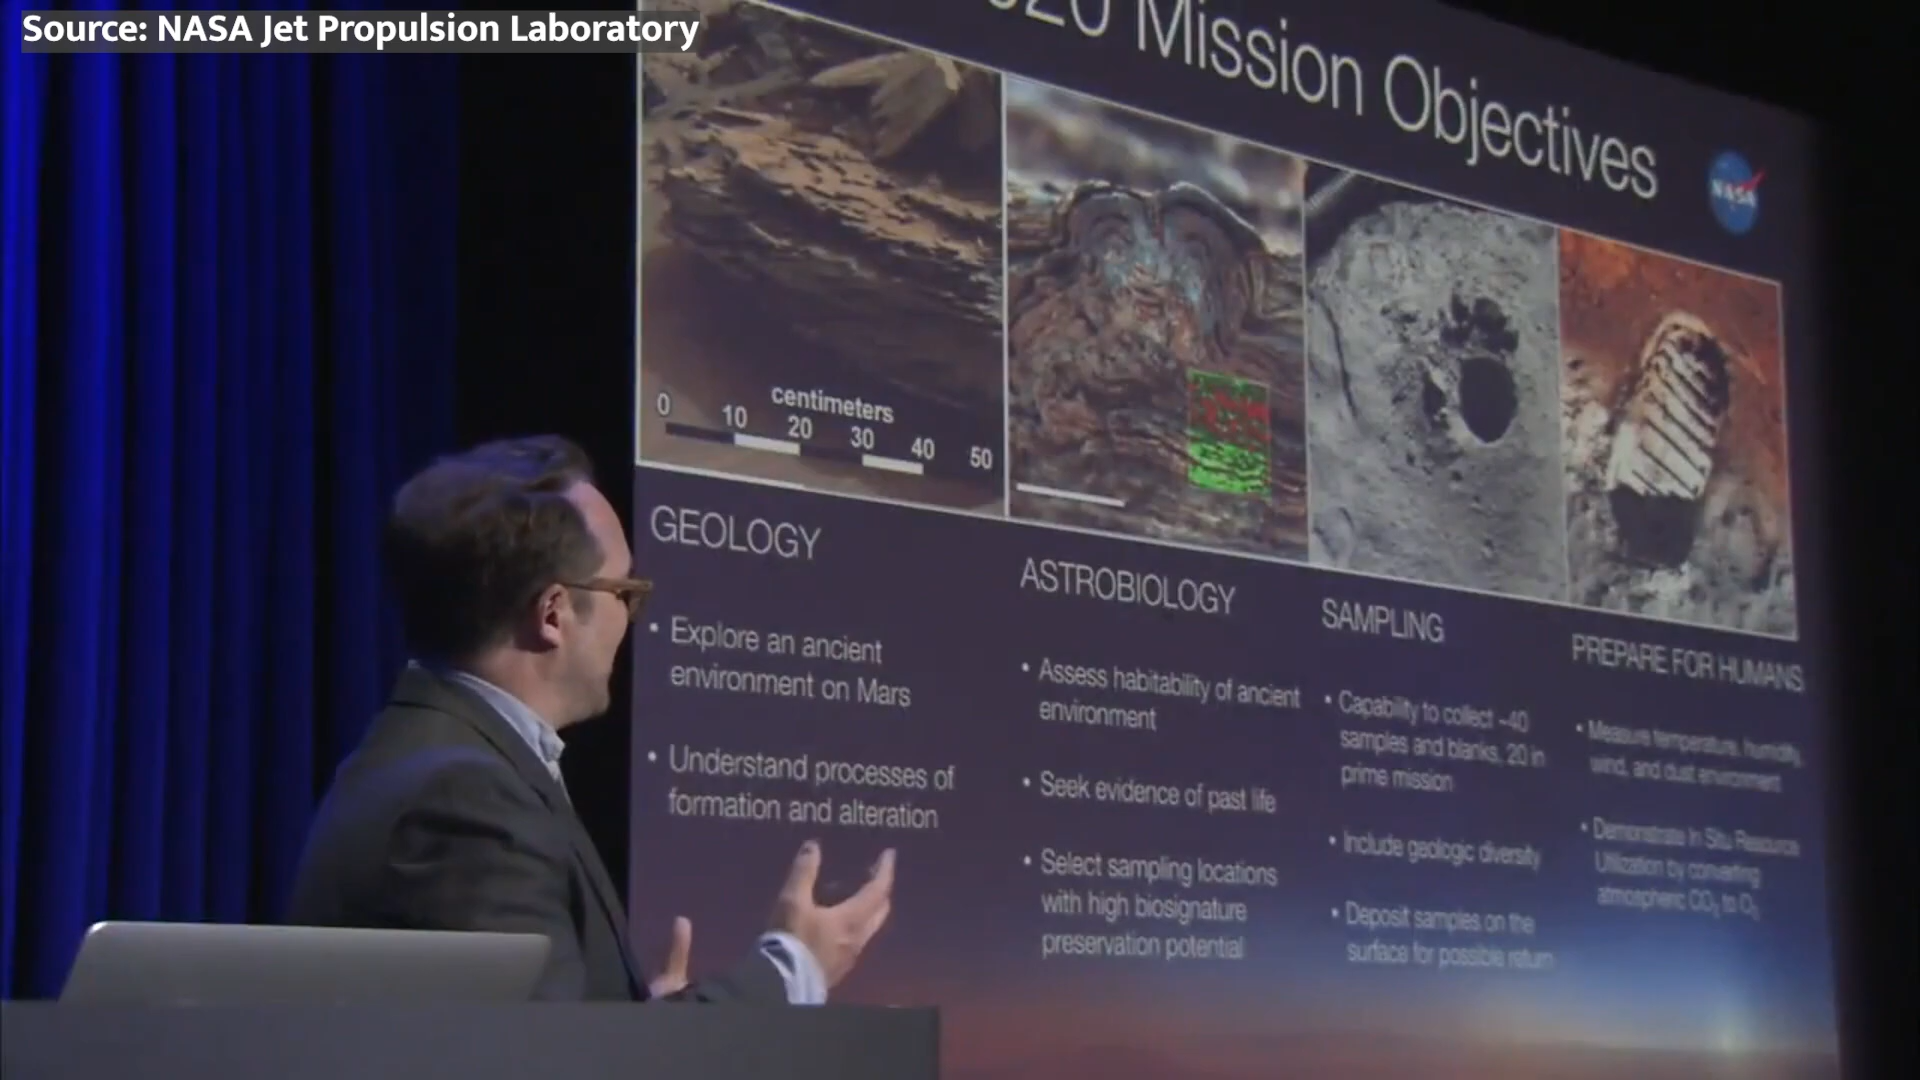 Source: NASA Jet Propulsion Laboratory
Mission Objectives
NASA
centimeters
0 10 20 30 40 50
GEOLOGY
• Explore an ancient
environment on Mars
• Understand processes of
formation and alteration
ASTROBIOLOGY
• Assess habitability of ancient
environment
• Seek evidence of past life
• Select sampling locations
with high biosignature
preservation potential
SAMPLING
• Capability to collect ~40
samples and blanks, 20 in
prime mission
• Include geologic diversity
• Deposit samples on the
surface for possible return
PREPARE FOR HUMANS
• Measure temperature, humidity,
wind, and dust environment
• Demonstrate In Situ Resource
Utilization by converting
atmospheric CO₂ to O₂